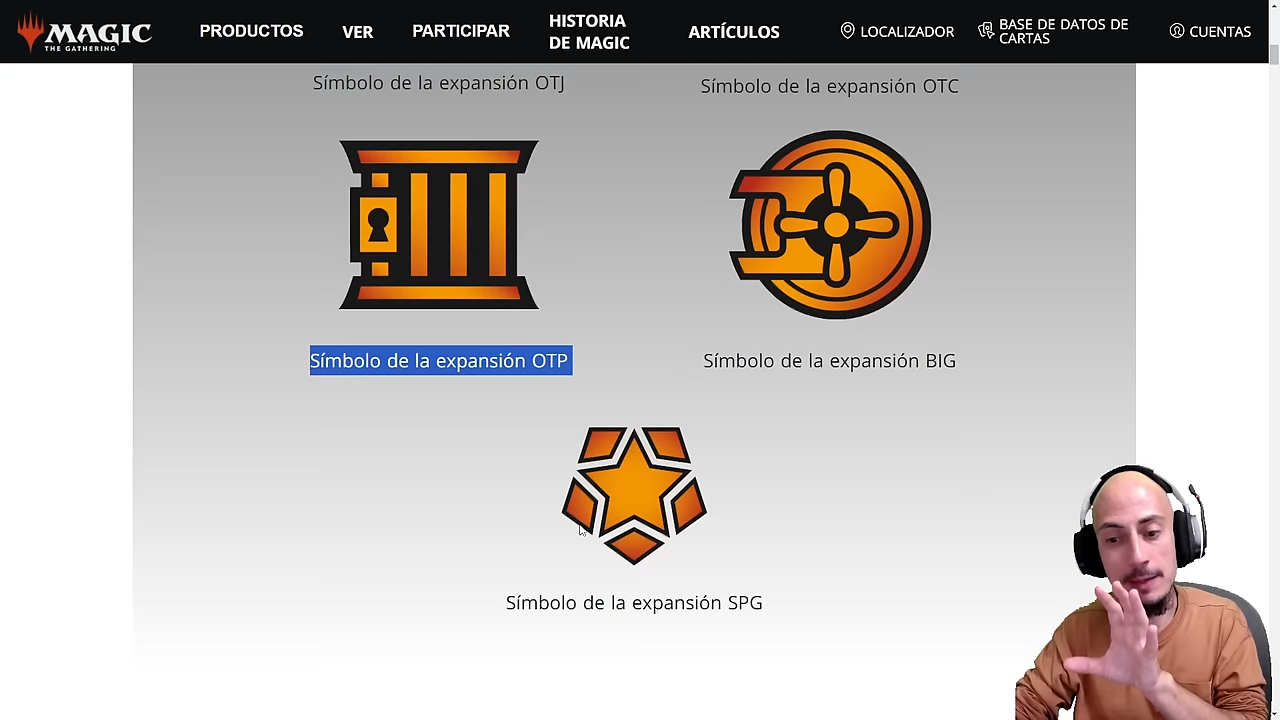 MAGIC
THE GATHERING
PRODUCTOS
VER
PARTICIPAR
HISTORIA
DE MAGIC
ARTÍCULOS
LOCALIZADOR
BASE DE DATOS DE
CARTAS
CUENTAS
Símbolo de la expansión OTJ
Símbolo de la expansión OTC
Símbolo de la expansión OTP
Símbolo de la expansión BIG
Símbolo de la expansión SPG